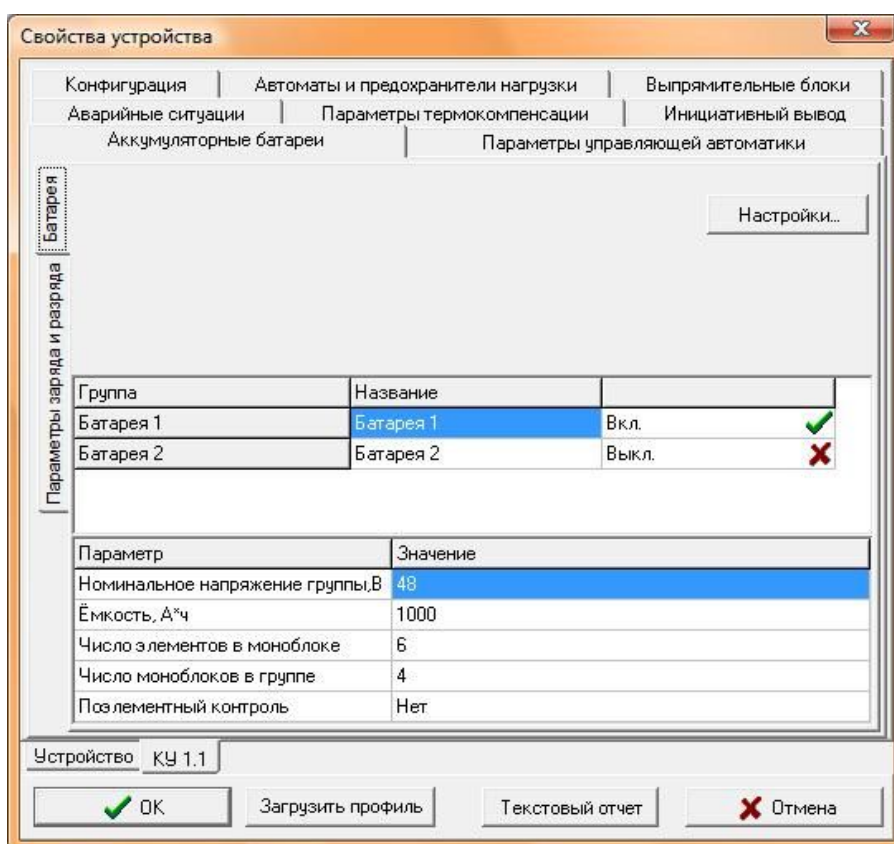 Свойства устройства
Конфигурация Автоматы и предохранители нагрузки Выпрямительные блоки
Аварийные ситуации Параметры термокомпенсации Инициативный вывод
Аккумуляторные батареи Параметры управляющей автоматики
Батарея
Параметры заряда и разряда
Настройки...
Группа Название
Батарея 1 Батарея 1 Вкл.
Батарея 2 Батарея 2 Выкл.
Параметр Значение
Номинальное напряжение группы,В 48
Ёмкость, А*ч 1000
Число элементов в моноблоке 6
Число моноблоков в группе 4
Поэлементный контроль Нет
Устройство КУ 1.1
OK Загрузить профиль Текстовый отчет Отмена